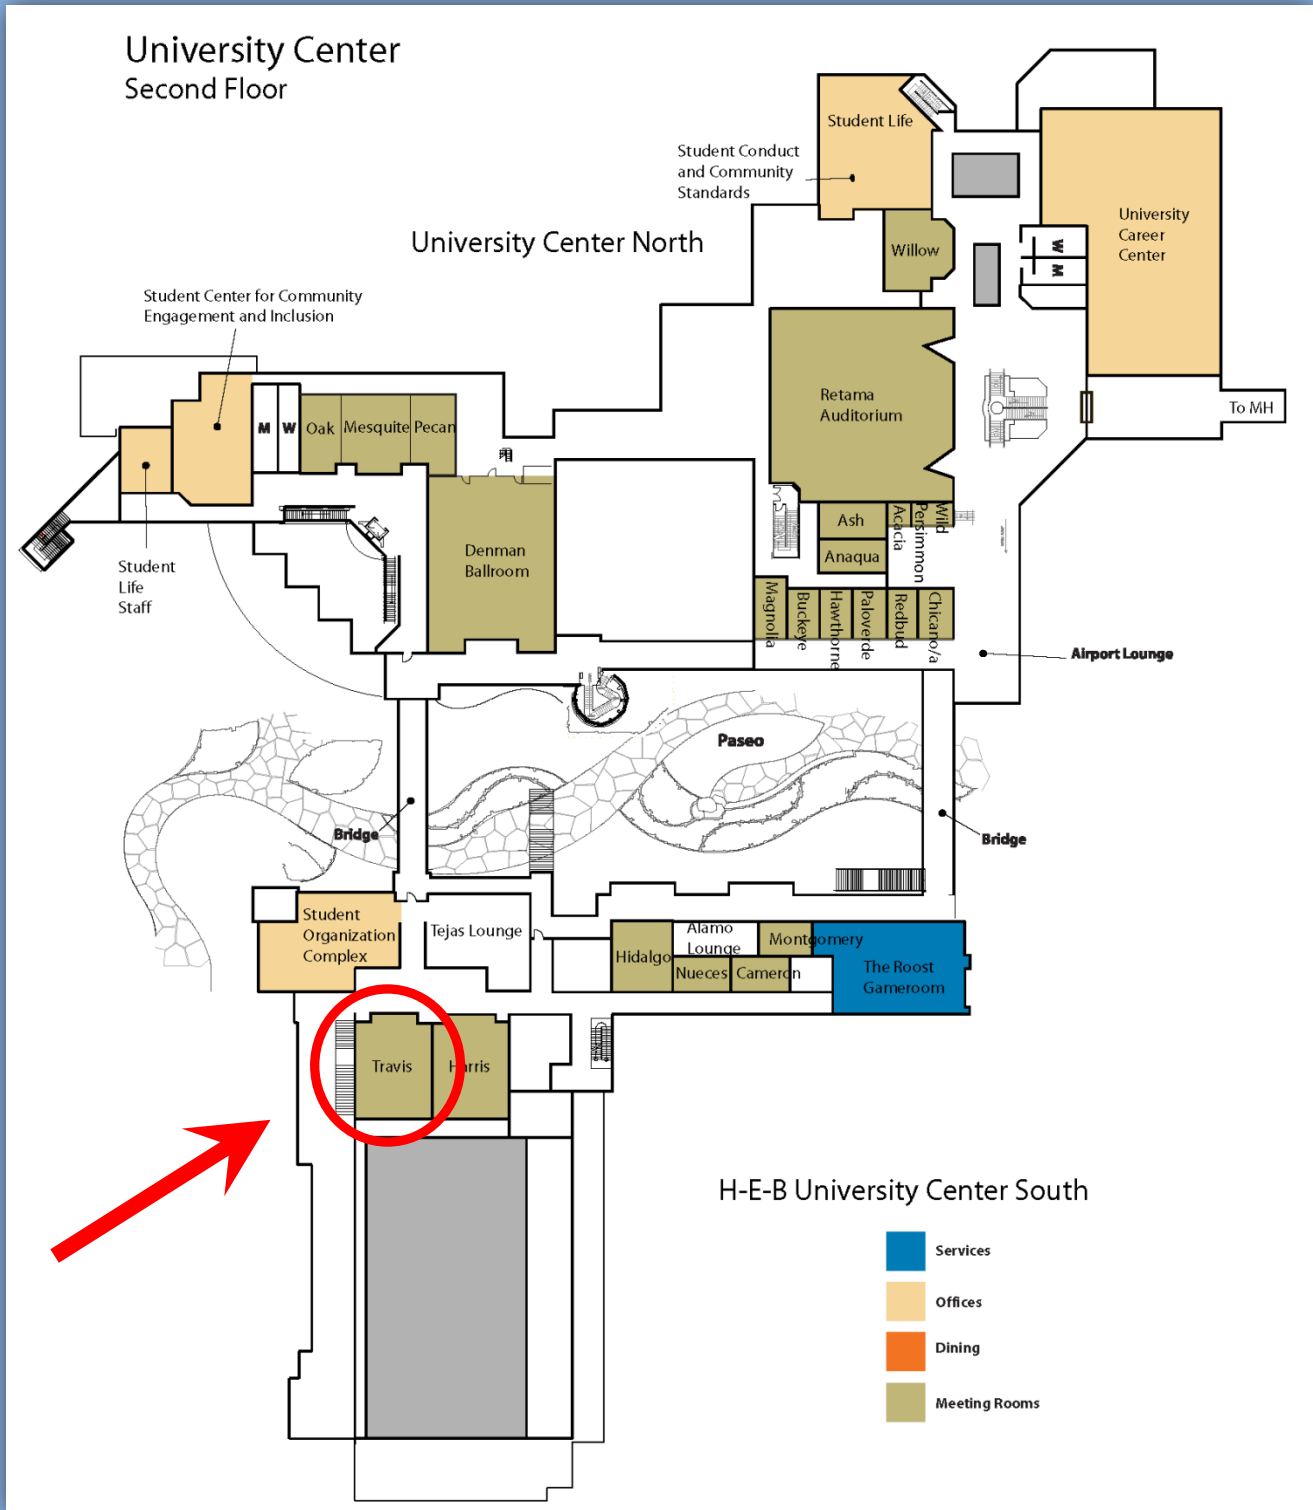 University Center
Second Floor
Student Life
Student Conduct
and Community
Standards
University
Career
Center
University Center North
Willow
W
M
Student Center for Community
Engagement and Inclusion
Retama
Auditorium
To MH
M
W
Oak
Mesquite
Pecan
Ash
Acacia
Persimmon
Wild
Anaqua
Denman
Ballroom
Student
Life
Staff
Magnolia
Buckeye
Hawthorne
Paloverde
Redbud
Chicano/a
Airport Lounge
Paseo
Bridge
Bridge
Student
Organization
Complex
Tejas Lounge
Alamo
Lounge
Montgomery
Hidalgo
Nueces
Cameron
The Roost
Gameroom
Travis
Harris
H-E-B University Center South
Services
Offices
Dining
Meeting Rooms